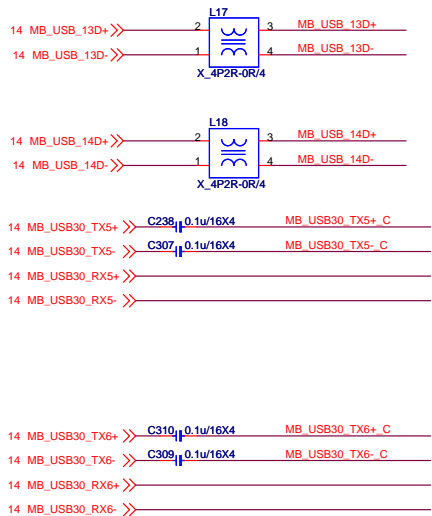 L17
14 MB_USB_13D+ 2 3 MB_USB_13D+
14 MB_USB_13D- 1 4 MB_USB_13D-
X_4P2R-0R/4
L18
14 MB_USB_14D+ 2 3 MB_USB_14D+
14 MB_USB_14D- 1 4 MB_USB_14D-
X_4P2R-0R/4
14 MB_USB30_TX5+ C238 0.1u/16X4 MB_USB30_TX5+_C
14 MB_USB30_TX5- C307 0.1u/16X4 MB_USB30_TX5-_C
14 MB_USB30_RX5+
14 MB_USB30_RX5-
14 MB_USB30_TX6+ C310 0.1u/16X4 MB_USB30_TX6+_C
14 MB_USB30_TX6- C309 0.1u/16X4 MB_USB30_TX6-_C
14 MB_USB30_RX6+
14 MB_USB30_RX6-